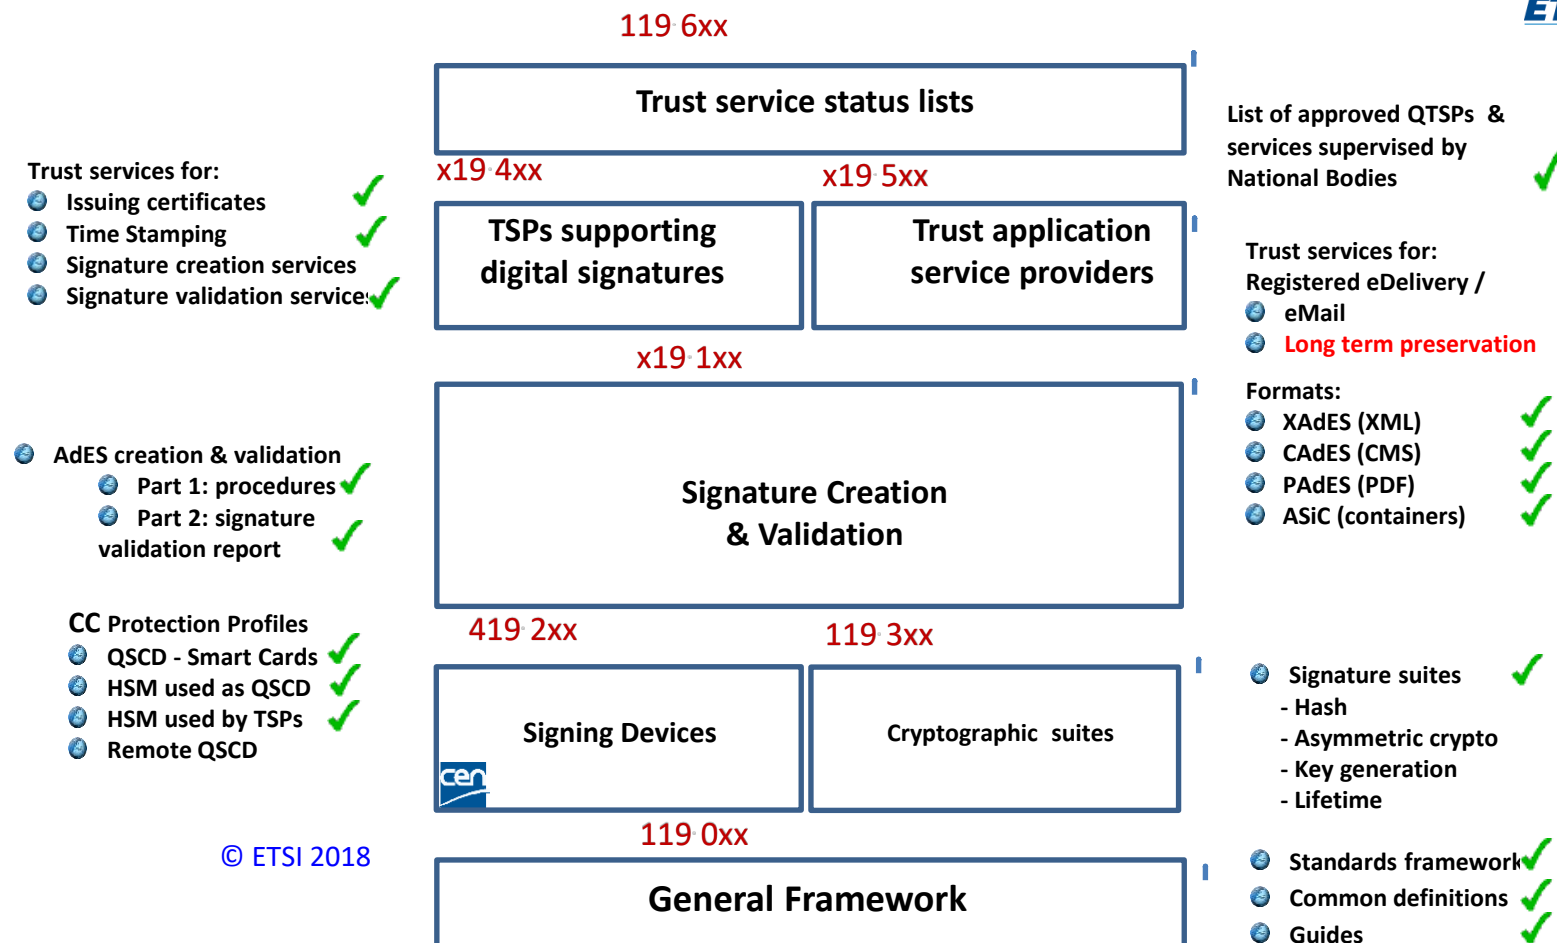 119 6xx
Trust service status lists
List of approved QTSPs &
services supervised by
National Bodies
Trust services for:
Issuing certificates
Time Stamping
Signature creation services
Signature validation services
x19 4xx
x19 5xx
TSPs supporting
digital signatures
Trust application
service providers
Trust services for:
Registered eDelivery /
eMail
Long term preservation
x19 1xx
Signature Creation
& Validation
AdES creation & validation
Part 1: procedures
Part 2: signature
validation report
Formats:
XAdES (XML)
CAdES (CMS)
PAdES (PDF)
ASiC (containers)
CC Protection Profiles
QSCD - Smart Cards
HSM used as QSCD
HSM used by TSPs
Remote QSCD
419 2xx
119 3xx
Signing Devices
cen
Cryptographic suites
Signature suites
- Hash
- Asymmetric crypto
- Key generation
- Lifetime
© ETSI 2018
119 0xx
General Framework
Standards framework
Common definitions
Guides